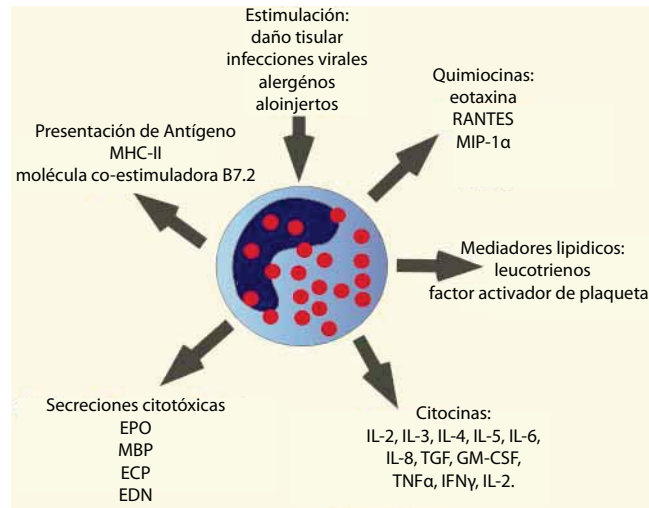 Estimulación:
daño tisular
infecciones virales
alergénos
aloinjertos
Quimiocinas:
eotaxina
RANTES
MIP-1α
Presentación de Antígeno
MHC-II
molécula co-estimuladora B7.2
Mediadores lipidicos:
leucotrienos
factor activador de plaqueta
Secreciones citotóxicas
EPO
MBP
ECP
EDN
Citocinas:
IL-2, IL-3, IL-4, IL-5, IL-6,
IL-8, TGF, GM-CSF,
TNFα, IFNγ, IL-2.